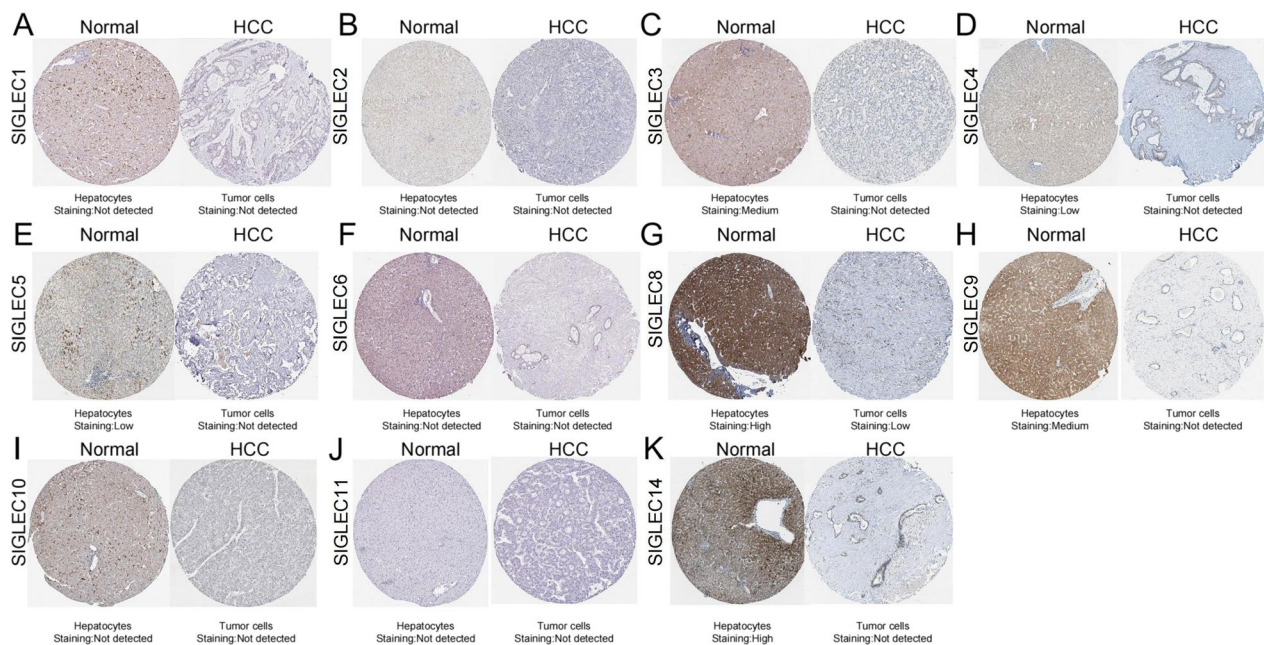 A
Normal
HCC
SIGLEC1
Hepatocytes
Staining:Not detected
Tumor cells
Staining:Not detected
B
Normal
HCC
SIGLEC2
Hepatocytes
Staining:Not detected
Tumor cells
Staining:Not detected
C
Normal
HCC
SIGLEC3
Hepatocytes
Staining:Medium
Tumor cells
Staining:Not detected
D
Normal
HCC
SIGLEC4
Hepatocytes
Staining:Low
Tumor cells
Staining:Not detected
E
Normal
HCC
SIGLEC5
Hepatocytes
Staining:Low
Tumor cells
Staining:Not detected
F
Normal
HCC
SIGLEC6
Hepatocytes
Staining:Not detected
Tumor cells
Staining:Not detected
G
Normal
HCC
SIGLEC8
Hepatocytes
Staining:High
Tumor cells
Staining:Low
H
Normal
HCC
SIGLEC9
Hepatocytes
Staining:Medium
Tumor cells
Staining:Not detected
I
Normal
HCC
SIGLEC10
Hepatocytes
Staining:Not detected
Tumor cells
Staining:Not detected
J
Normal
HCC
SIGLEC11
Hepatocytes
Staining:Not detected
Tumor cells
Staining:Not detected
K
Normal
HCC
SIGLEC14
Hepatocytes
Staining:High
Tumor cells
Staining:Not detected